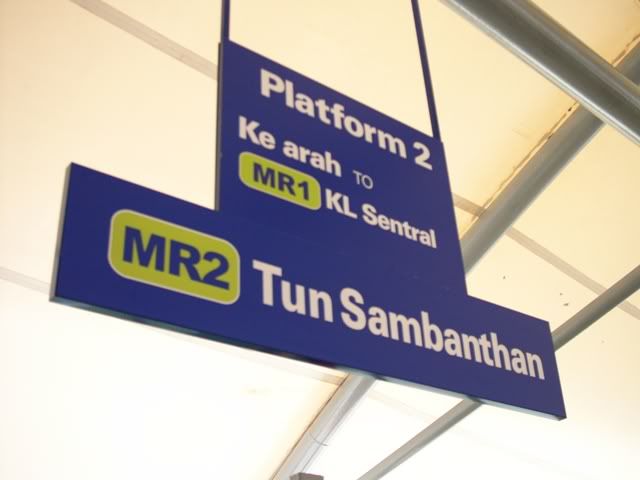 Platform 2
Ke arah TO
MR1 KL Sentral
MR2 Tun Sambanthan